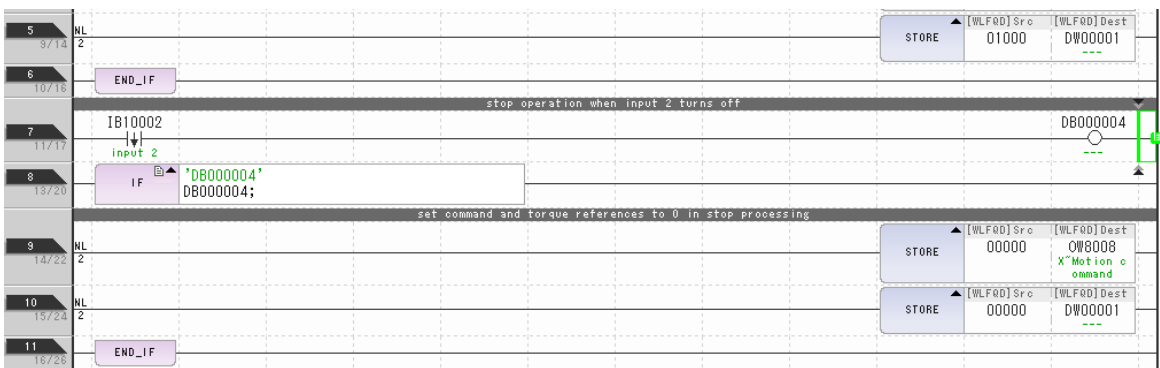 [WLFQD]Src [WLFQD]Dest
5 NL STORE 01000 DW00001
9/14 2 ---
6 END_IF
10/16
stop operation when input 2 turns off
IB10002 DB000004
7
11/17 input 2 ---
8 IF 'DB000004'
13/20 DB000004;
set command and torque references to 0 in stop processing
[WLFQD]Src [WLFQD]Dest
9 NL STORE 00000 OW8008
14/22 2 X~Motion c
ommand
[WLFQD]Src [WLFQD]Dest
10 NL STORE 00000 DW00001
15/24 2 ---
11 END_IF
16/26